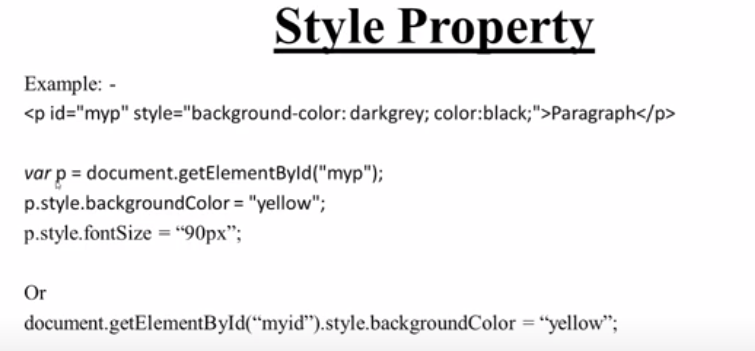 Style Property
Example: -
<p id="myp" style="background-color: darkgrey; color:black;">Paragraph</p>
var p = document.getElementById("myp");
p.style.backgroundColor = "yellow";
p.style.fontSize = “90px”;
Or
document.getElementById(“myid”).style.backgroundColor = “yellow”;